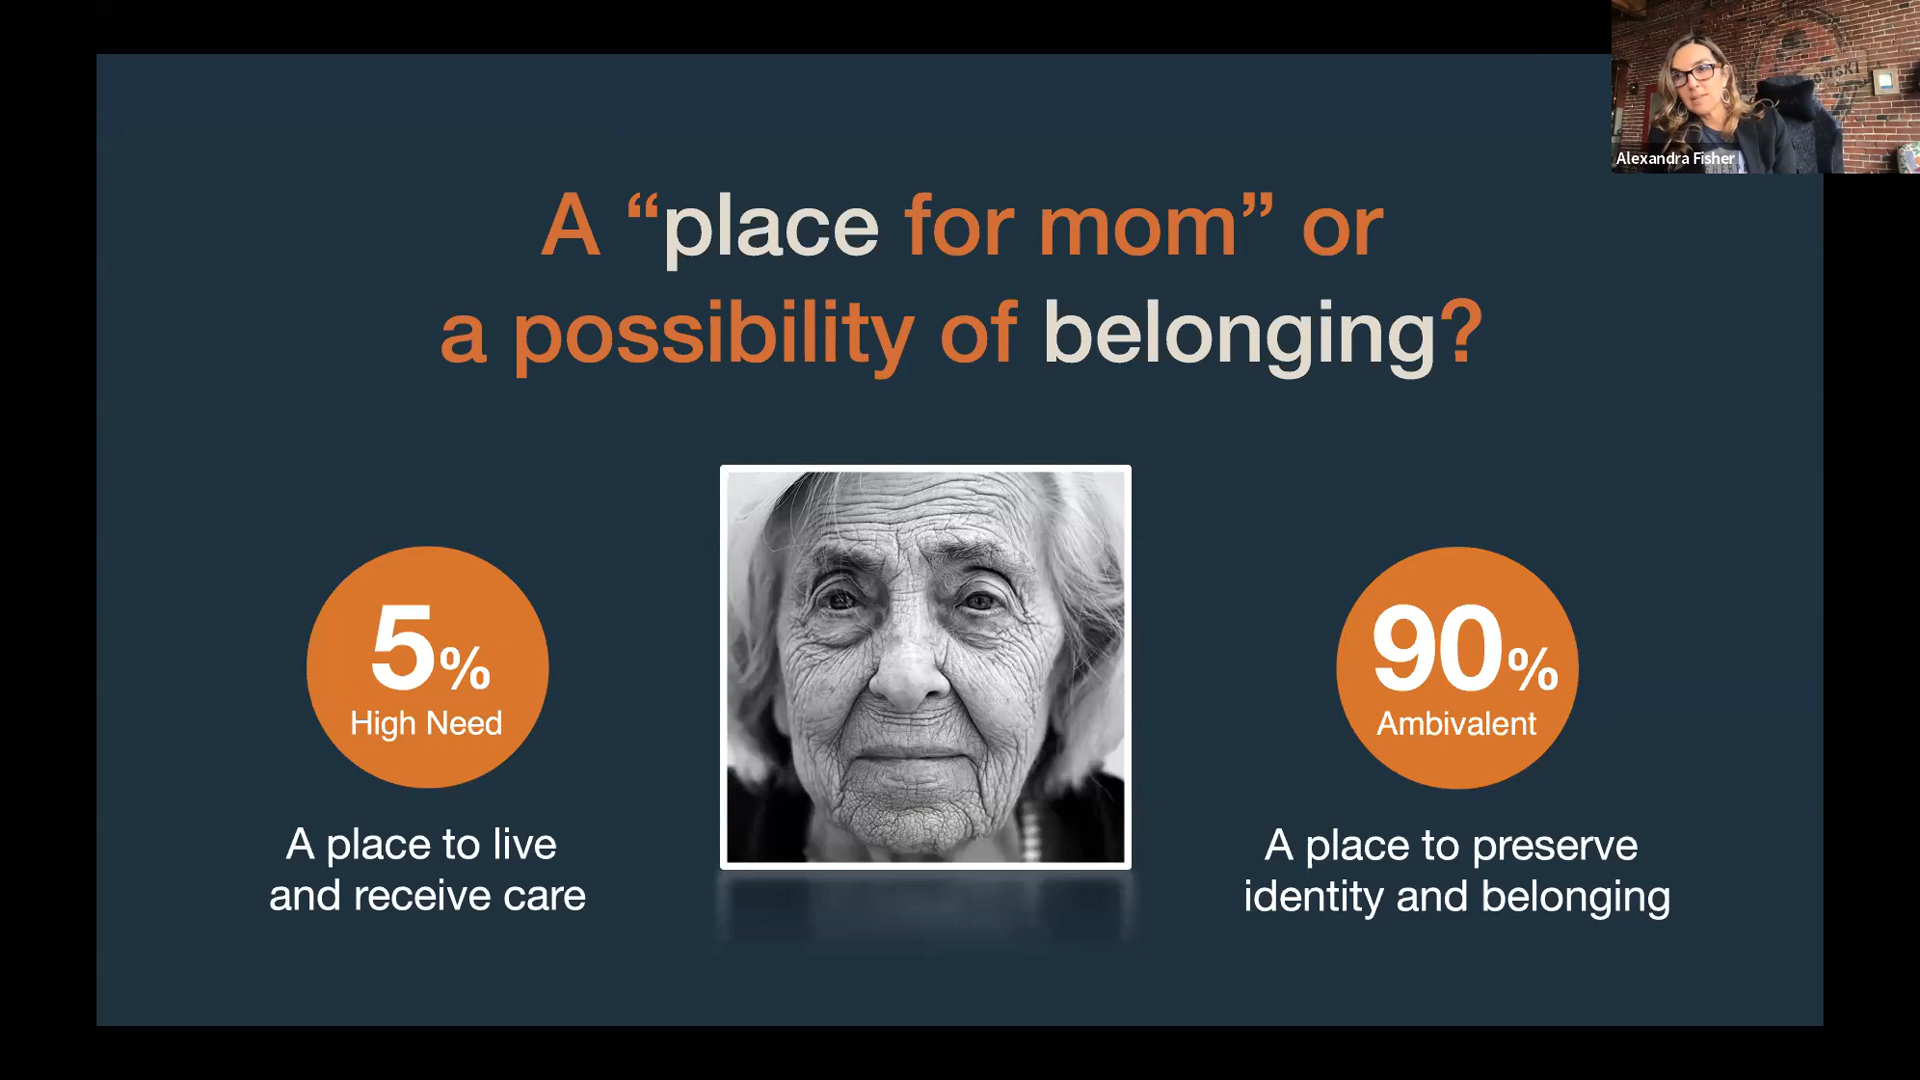 A “place for mom” or
a possibility of belonging?
5%
High Need
A place to live
and receive care
90%
Ambivalent
A place to preserve
identity and belonging
Alexandra Fisher